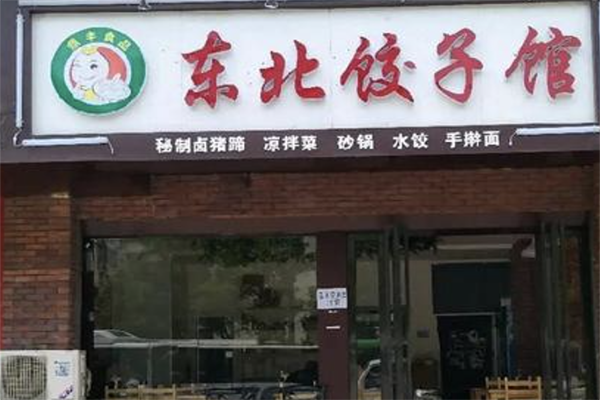 东北饺子馆
秘制卤猪蹄 凉拌菜 砂锅 水饺 手擀面